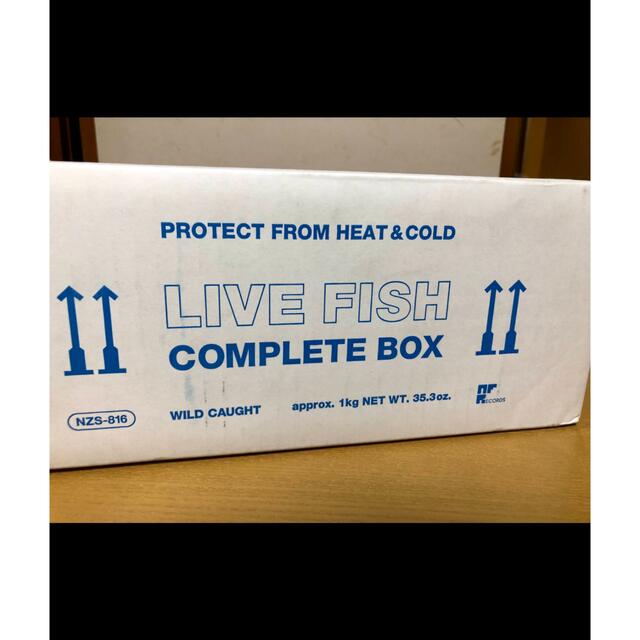 PROTECT FROM HEAT & COLD
LIVE FISH
COMPLETE BOX
NZS-816
WILD CAUGHT approx. 1kg NET WT. 35.3oz.
NF
RECORDS